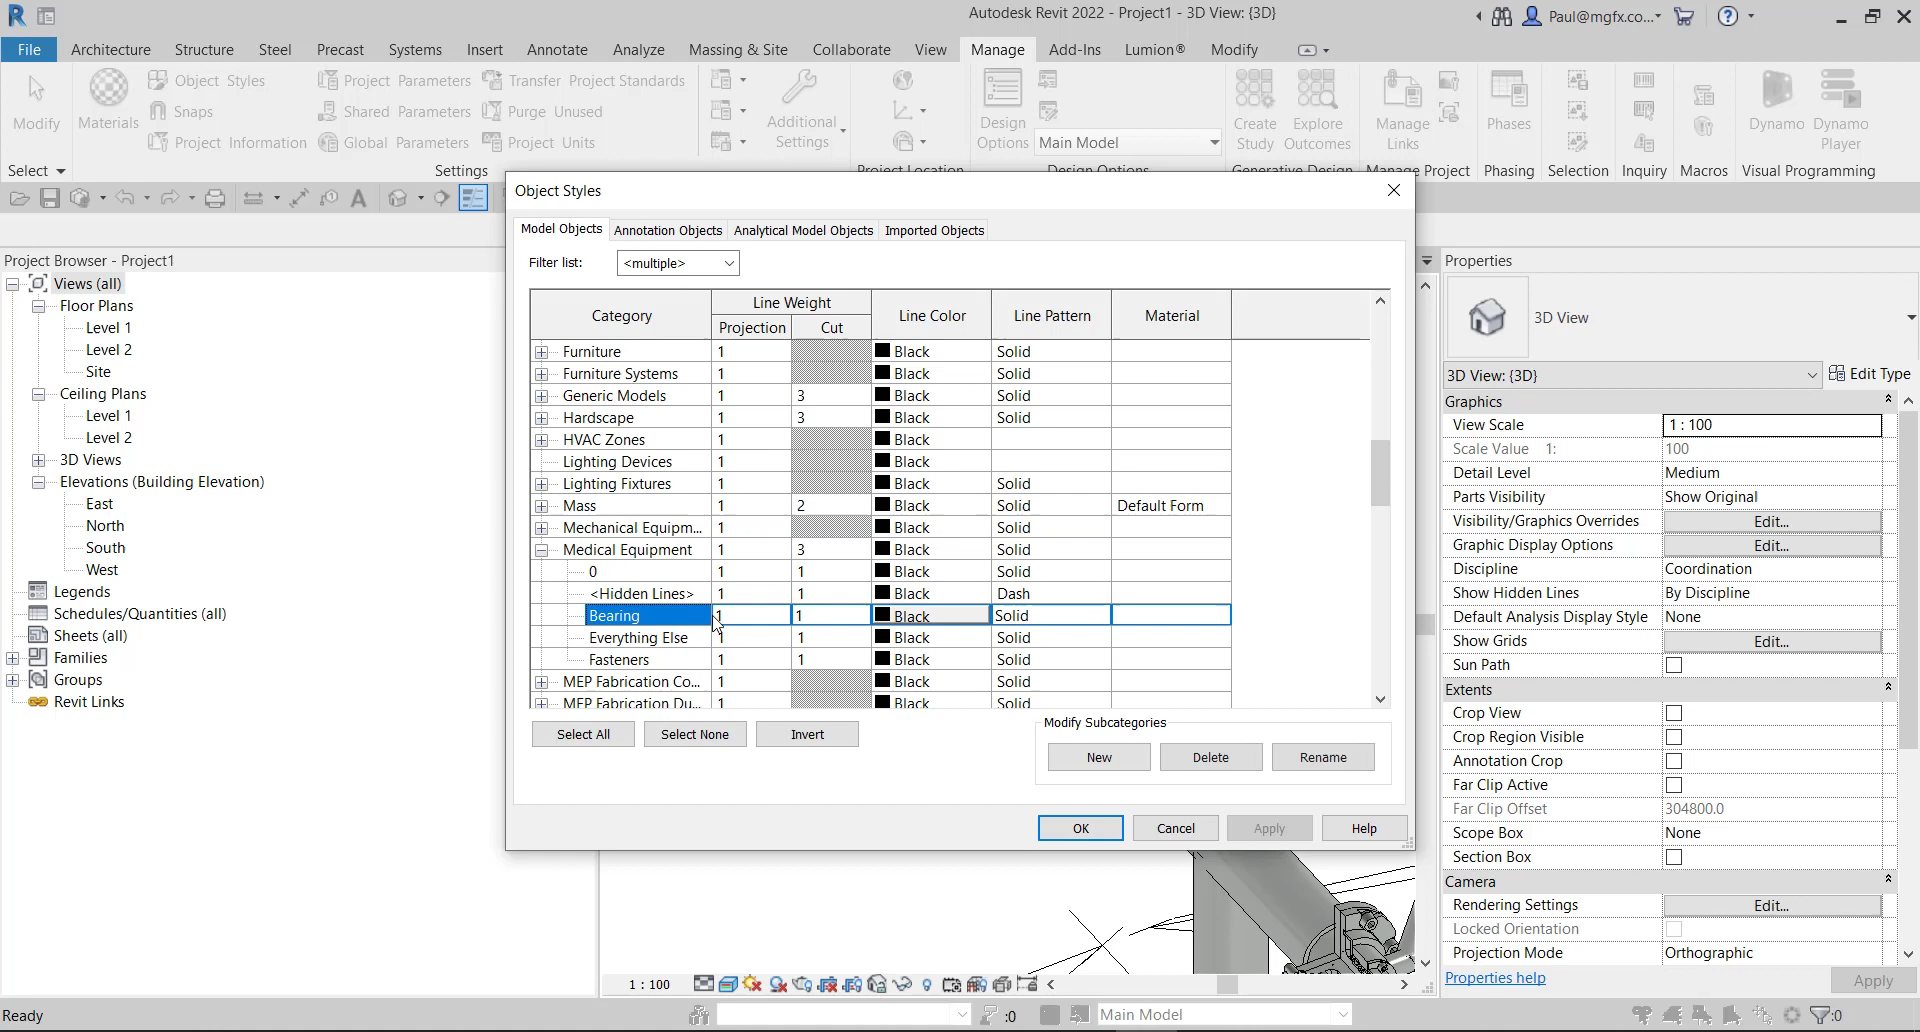 Autodesk Revit 2022 - Project1 - 3D View: {3D}
Paul@mgfx.co...
File Architecture Structure Steel Precast Systems Insert Annotate Analyze Massing & Site Collaborate View Manage Add-Ins Lumion® Modify
Modify
Materials
Object Styles
Snaps
Project Information
Project Parameters
Shared Parameters
Global Parameters
Transfer Project Standards
Purge Unused
Project Units
Additional
Settings
Design
Options
Main Model
Create
Study
Explore
Outcomes
Manage
Links
Phases
Dynamo
Dynamo
Player
Select Settings Project Location Design Options Generative Design Manage Project Phasing Selection Inquiry Macros Visual Programming
Project Browser - Project1
Views (all)
Floor Plans
Level 1
Level 2
Site
Ceiling Plans
Level 1
Level 2
3D Views
Elevations (Building Elevation)
East
North
South
West
Legends
Schedules/Quantities (all)
Sheets (all)
Families
Groups
Revit Links
Object Styles
Model Objects Annotation Objects Analytical Model Objects Imported Objects
Filter list: <multiple>
Category Line Weight Line Color Line Pattern Material
Projection Cut
Furniture 1 Black Solid
Furniture Systems 1 Black Solid
Generic Models 1 3 Black Solid
Hardscape 1 3 Black Solid
HVAC Zones 1 Black
Lighting Devices 1 Black
Lighting Fixtures 1 Black Solid
Mass 1 2 Black Solid Default Form
Mechanical Equipm... 1 Black Solid
Medical Equipment 1 3 Black Solid
0 1 1 Black Solid
<Hidden Lines> 1 1 Black Dash
Bearing 1 1 Black Solid
Everything Else 1 1 Black Solid
Fasteners 1 1 Black Solid
MEP Fabrication Co... 1 Black Solid
MEP Fabrication Du... 1 Black Solid
Select All Select None Invert
Modify Subcategories
New Delete Rename
OK Cancel Apply Help
Properties
3D View
3D View: {3D} Edit Type
Graphics
View Scale 1 : 100
Scale Value 1: 100
Detail Level Medium
Parts Visibility Show Original
Visibility/Graphics Overrides Edit...
Graphic Display Options Edit...
Discipline Coordination
Show Hidden Lines By Discipline
Default Analysis Display Style None
Show Grids Edit...
Sun Path
Extents
Crop View
Crop Region Visible
Annotation Crop
Far Clip Active
Far Clip Offset 304800.0
Scope Box None
Section Box
Camera
Rendering Settings Edit...
Locked Orientation
Projection Mode Orthographic
Properties help Apply
1 : 100
Ready :0 Main Model :0